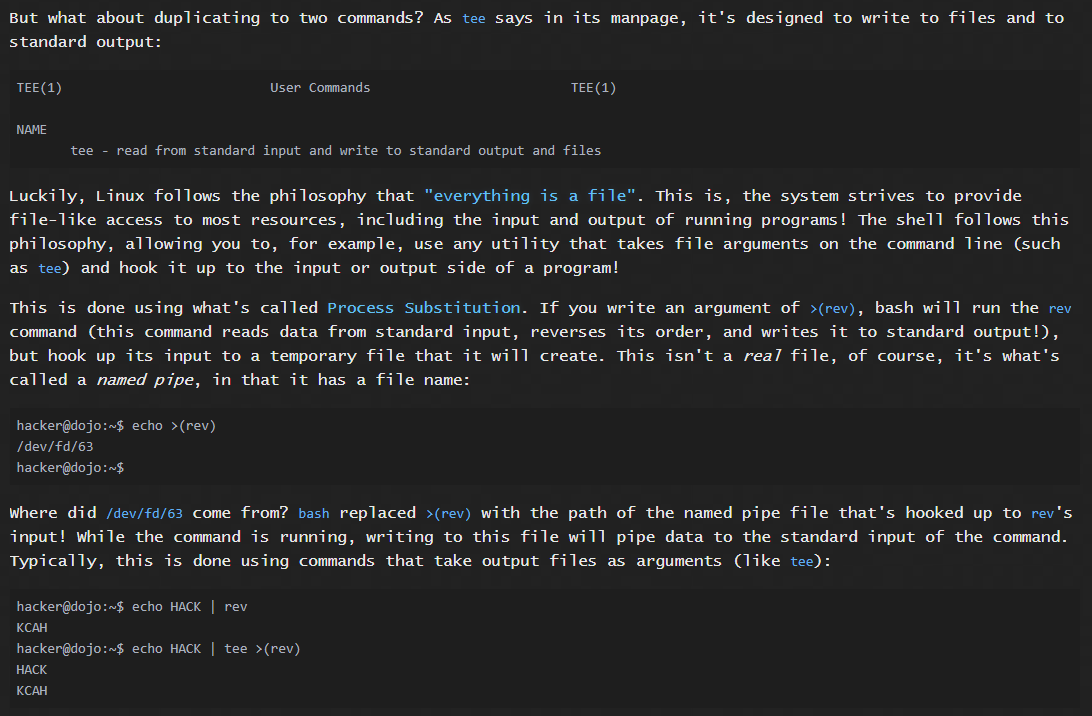 But what about duplicating to two commands? As tee says in its manpage, it's designed to write to files and to
standard output:
TEE(1) User Commands TEE(1)
NAME
tee - read from standard input and write to standard output and files
Luckily, Linux follows the philosophy that "everything is a file". This is, the system strives to provide
file-like access to most resources, including the input and output of running programs! The shell follows this
philosophy, allowing you to, for example, use any utility that takes file arguments on the command line (such
as tee) and hook it up to the input or output side of a program!
This is done using what's called Process Substitution. If you write an argument of >(rev), bash will run the rev
command (this command reads data from standard input, reverses its order, and writes it to standard output!),
but hook up its input to a temporary file that it will create. This isn't a real file, of course, it's what's
called a named pipe, in that it has a file name:
hacker@dojo:~$ echo >(rev)
/dev/fd/63
hacker@dojo:~$
Where did /dev/fd/63 come from? bash replaced >(rev) with the path of the named pipe file that's hooked up to rev's
input! While the command is running, writing to this file will pipe data to the standard input of the command.
Typically, this is done using commands that take output files as arguments (like tee):
hacker@dojo:~$ echo HACK | rev
KCAH
hacker@dojo:~$ echo HACK | tee >(rev)
HACK
KCAH